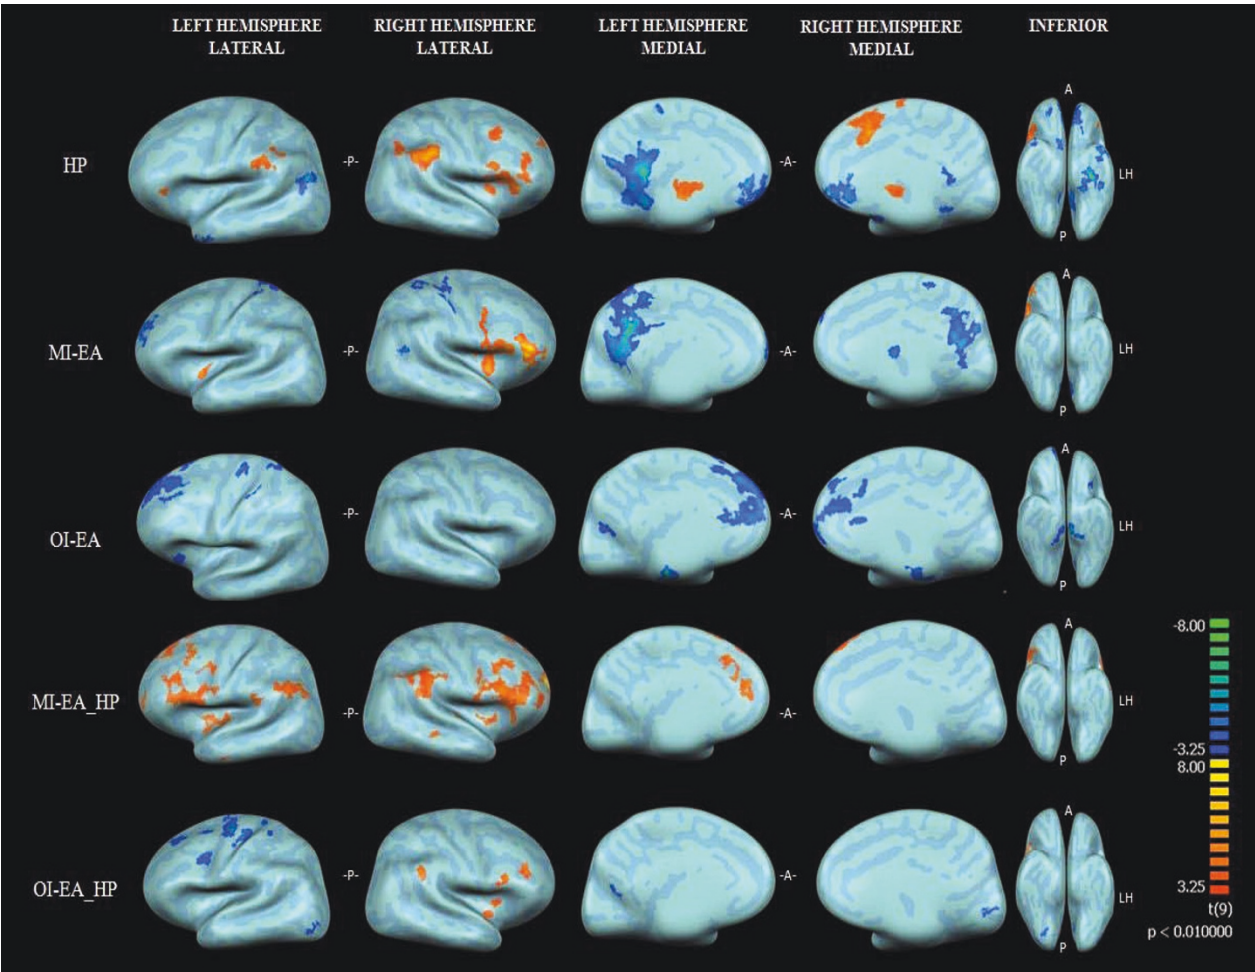 LEFT HEMISPHERE LATERAL
RIGHT HEMISPHERE LATERAL
LEFT HEMISPHERE MEDIAL
RIGHT HEMISPHERE MEDIAL
INFERIOR
A
HP
-P-
-A-
LH
P
A
MI-EA
-P-
-A-
LH
P
A
OI-EA
-P-
-A-
LH
P
A
MI-EA_HP
-P-
-A-
LH
P
A
OI-EA_HP
-P-
-A-
LH
P
-8.00
-3.25
8.00
3.25
t(9)
p < 0.010000